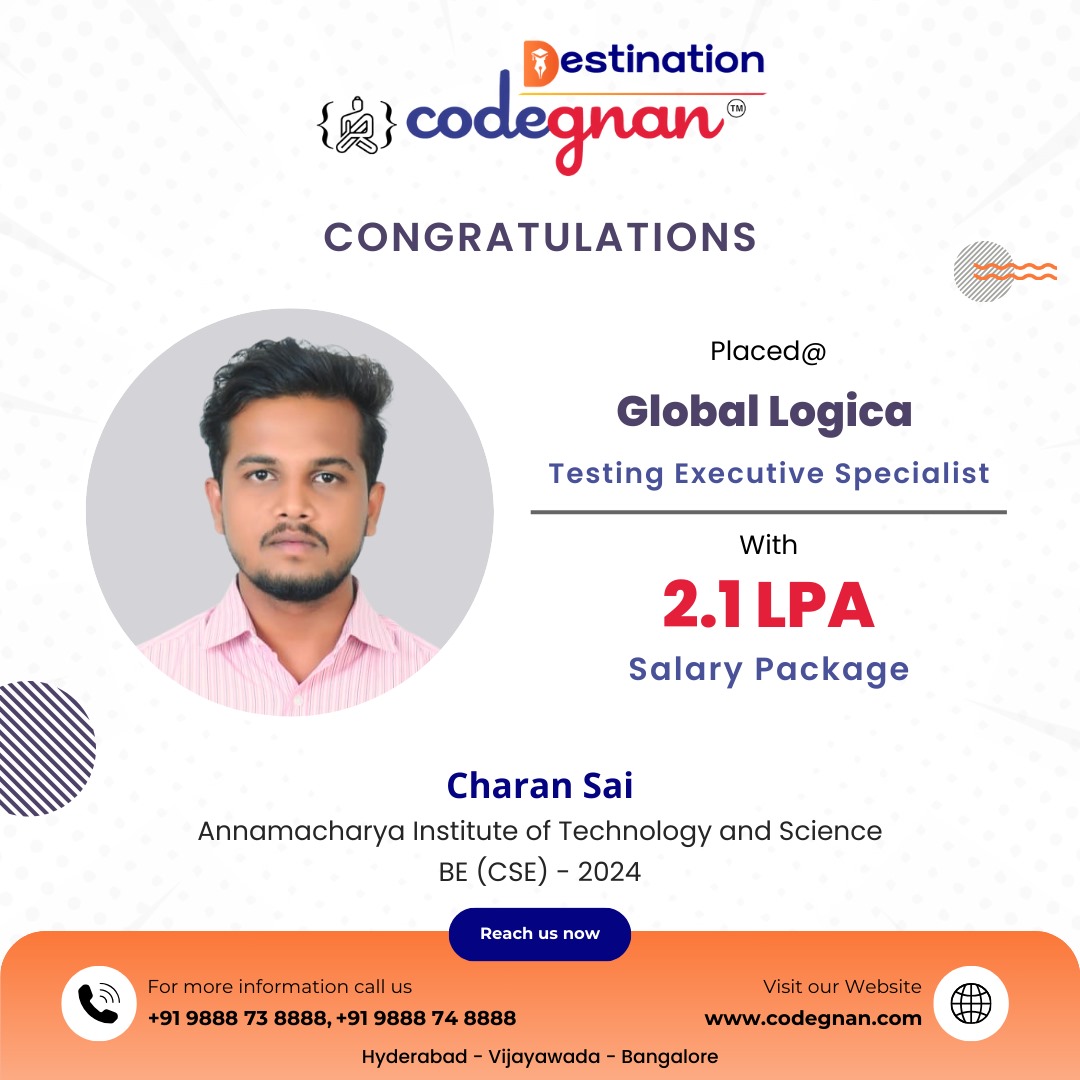 Destination
codegnan TM
CONGRATULATIONS
Placed@
Global Logica
Testing Executive Specialist
With
2.1 LPA
Salary Package
Charan Sai
Annamacharya Institute of Technology and Science
BE (CSE) - 2024
Reach us now
For more information call us
+91 9888 73 8888, +91 9888 74 8888
Visit our Website
www.codegnan.com
Hyderabad - Vijayawada - Bangalore